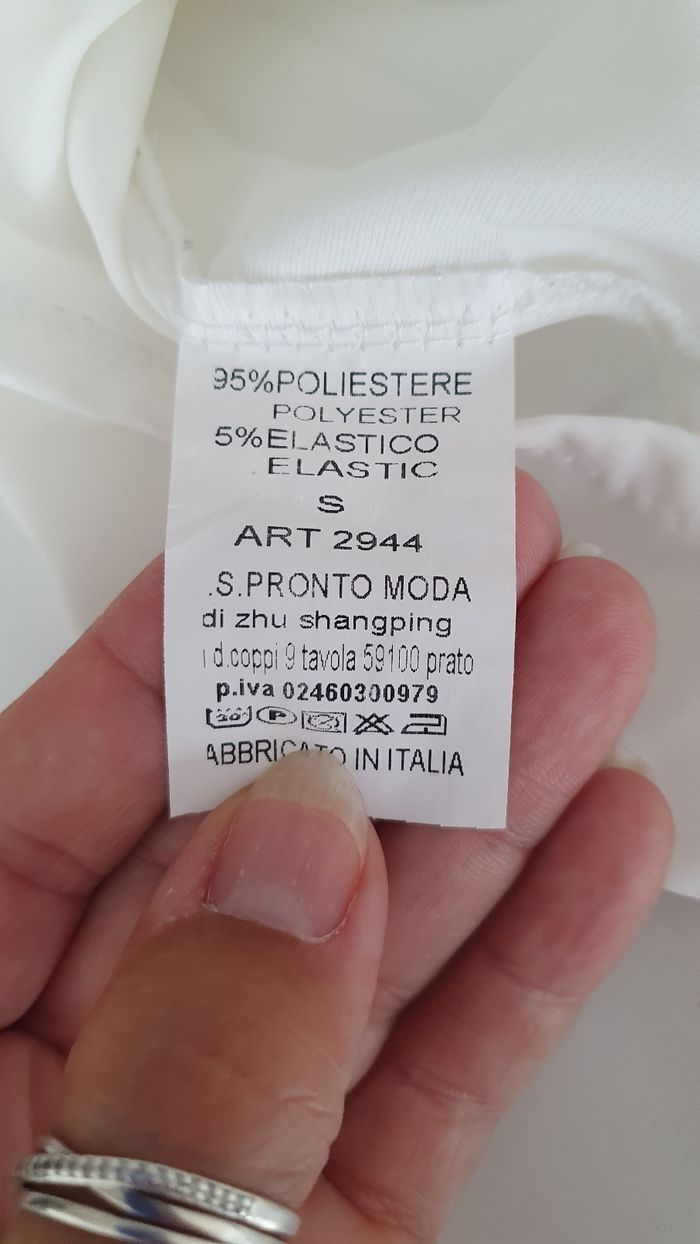 95%POLIESTERE
POLYESTER
5%ELASTICO
ELASTIC
S
ART 2944
.S.PRONTO MODA
di zhu shangping
d.coppi 9 tavola 59100 prato
p.iva 02460300979
30 P
ABBRICATO IN ITALIA